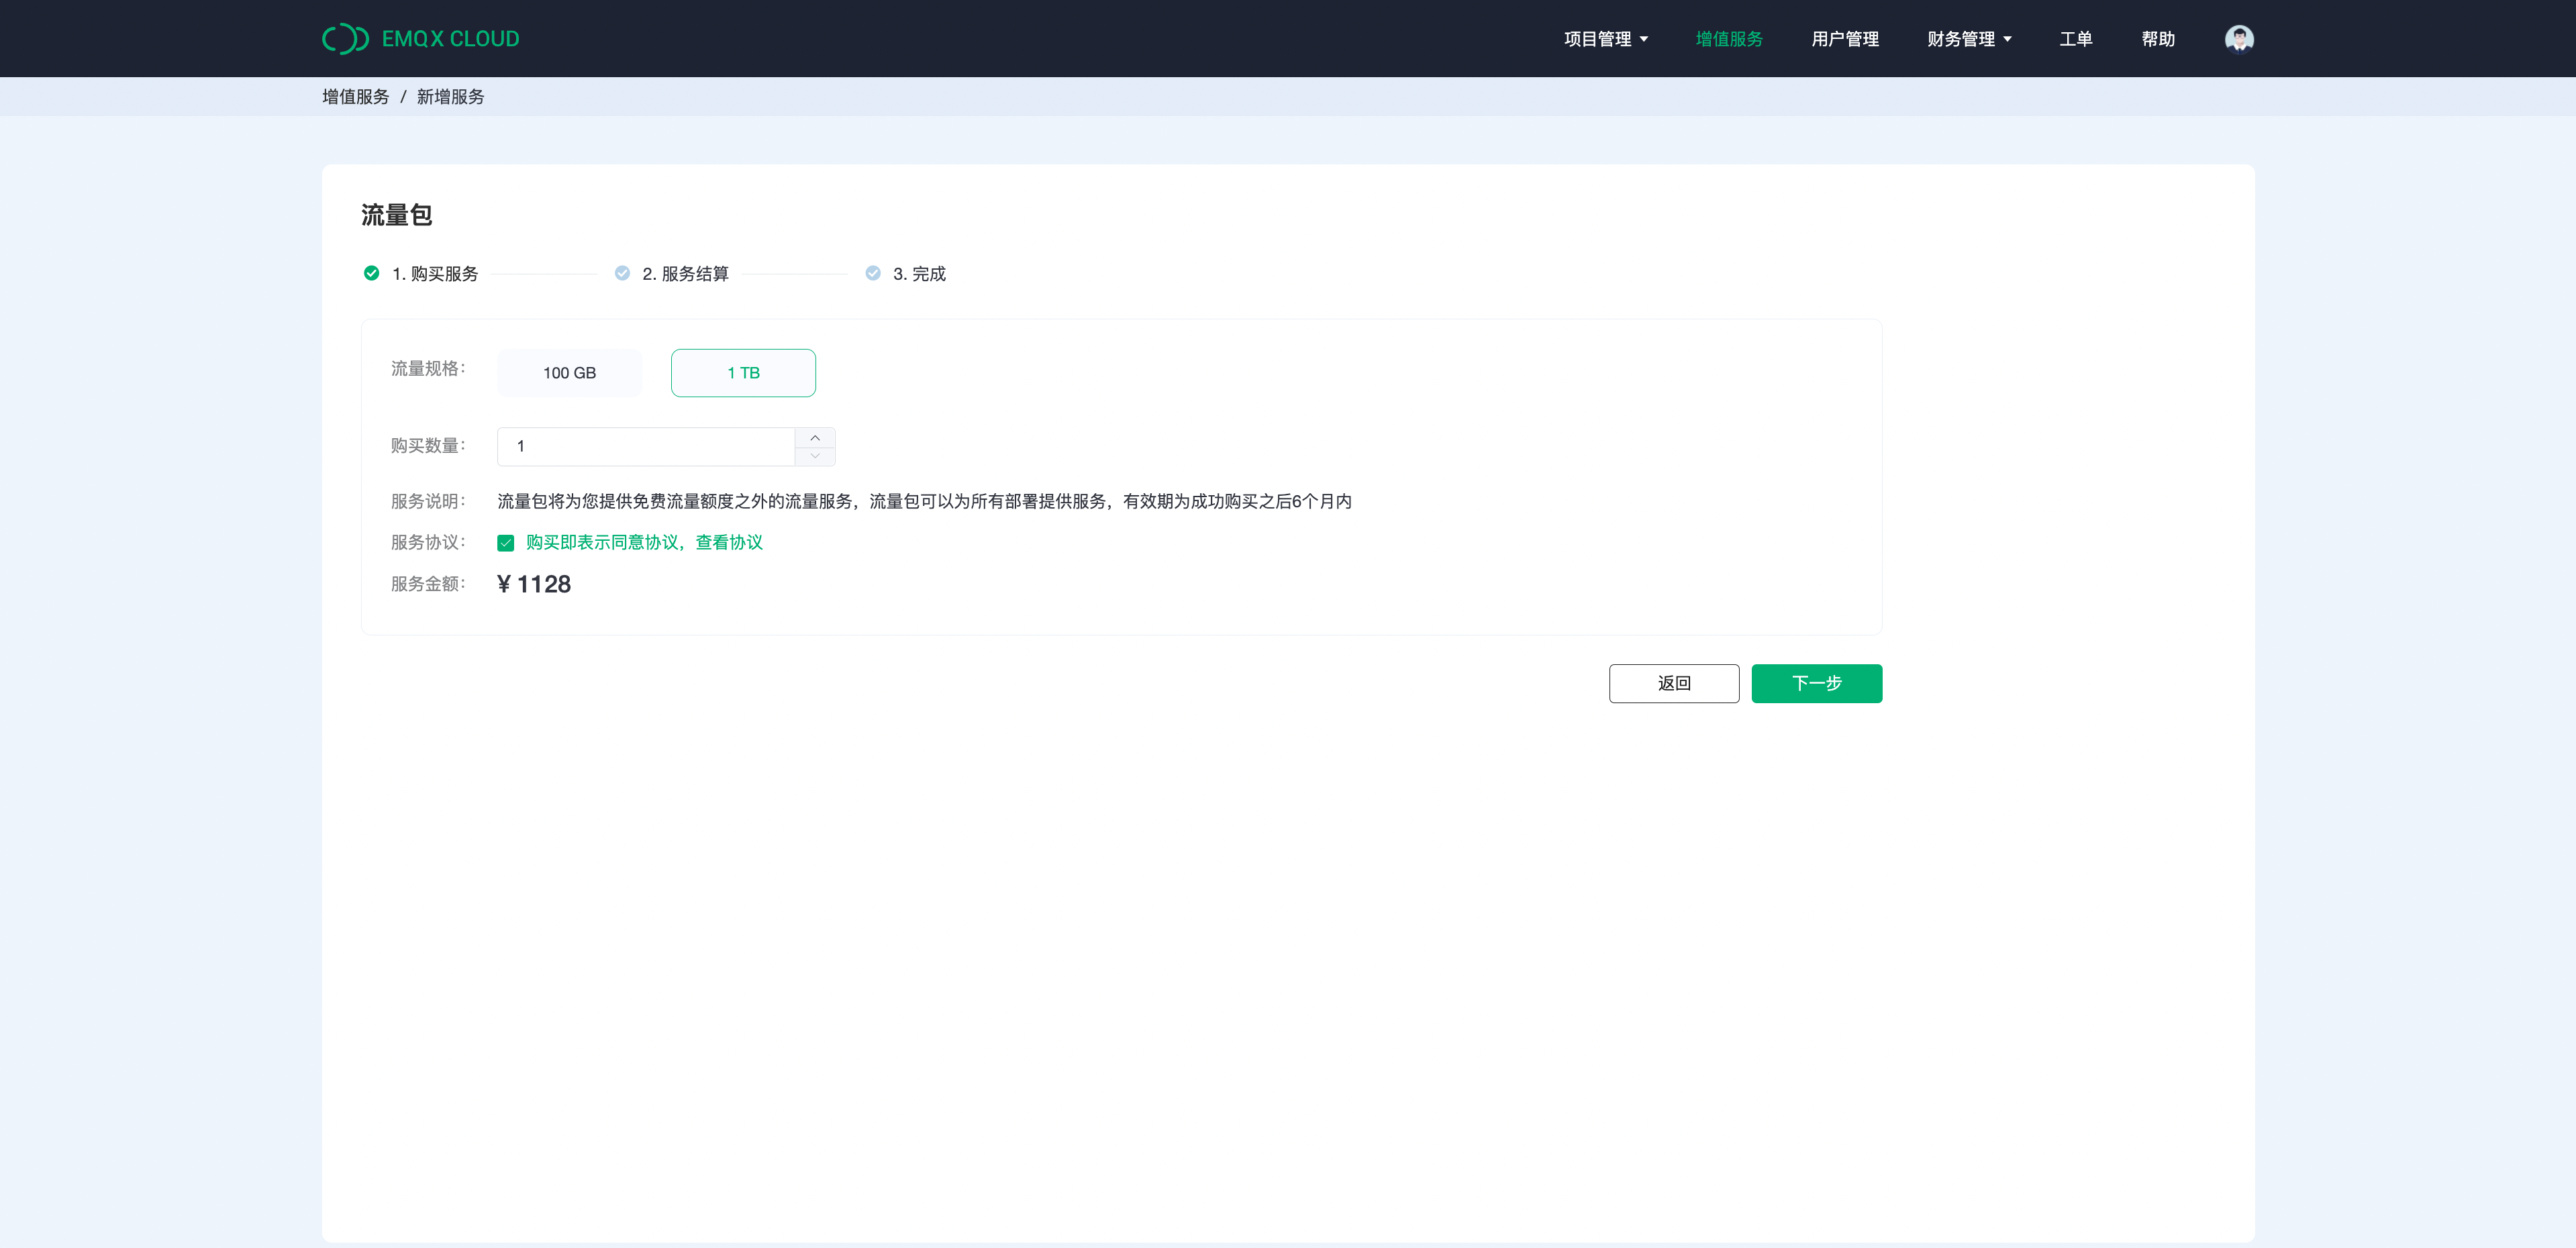 EMQX CLOUD
项目管理 增值服务 用户管理 财务管理 工单 帮助
增值服务 / 新增服务
流量包
1. 购买服务 2. 服务结算 3. 完成
流量规格： 100 GB 1 TB
购买数量： 1
服务说明： 流量包将为您提供免费流量额度之外的流量服务，流量包可以为所有部署提供服务，有效期为成功购买之后6个月内
服务协议： 购买即表示同意协议，查看协议
服务金额： ¥ 1128
返回 下一步